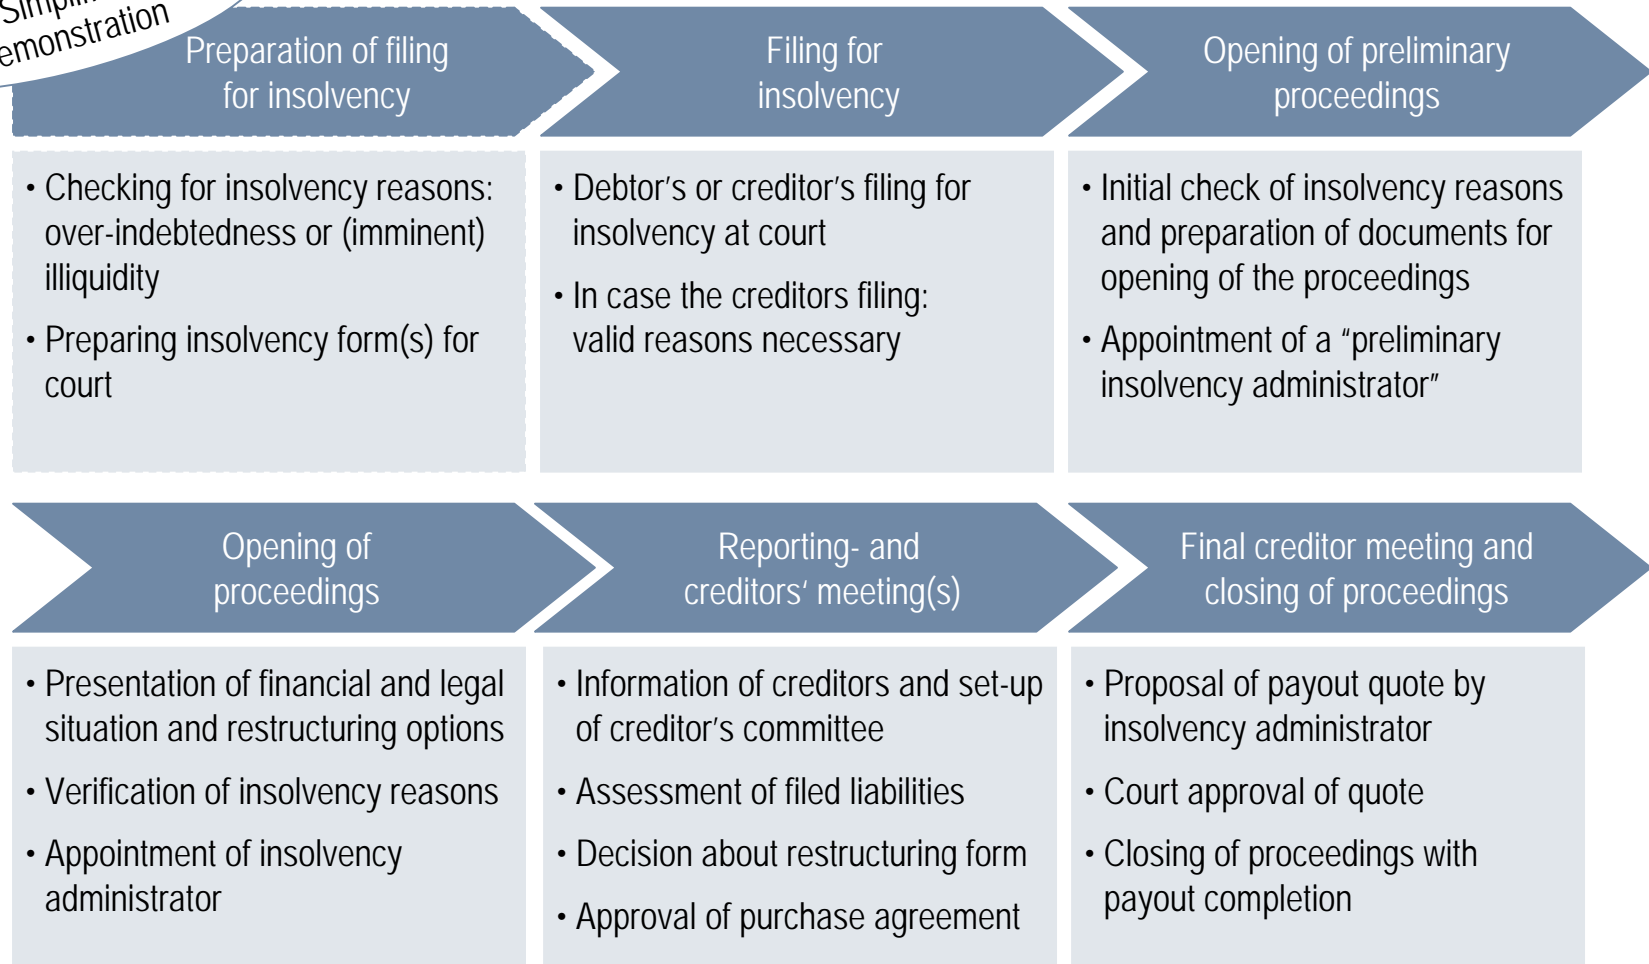 Preparation of filing
for insolvency
Filing for
insolvency
Opening of preliminary
proceedings
• Checking for insolvency reasons:
over-indebtedness or (imminent)
illiquidity
• Preparing insolvency form(s) for
court
• Debtor's or creditor's filing for
insolvency at court
• In case the creditors filing:
valid reasons necessary
• Initial check of insolvency reasons
and preparation of documents for
opening of the proceedings
• Appointment of a "preliminary
insolvency administrator"
Opening of
proceedings
Reporting- and
creditors‘ meeting(s)
Final creditor meeting and
closing of proceedings
• Presentation of financial and legal
situation and restructuring options
• Verification of insolvency reasons
• Appointment of insolvency
administrator
• Information of creditors and set-up
of creditor's committee
• Assessment of filed liabilities
• Decision about restructuring form
• Approval of purchase agreement
• Proposal of payout quote by
insolvency administrator
• Court approval of quote
• Closing of proceedings with
payout completion